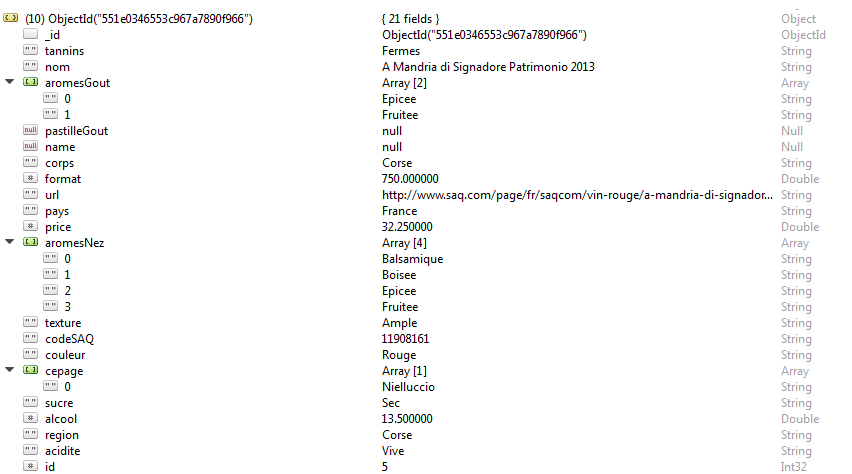 (10) ObjectId("551e0346553c967a7890f966") { 21 fields } Object
_id ObjectId("551e0346553c967a7890f966") ObjectId
"" tannins Fermes String
"" nom A Mandria di Signadore Patrimonio 2013 String
aromesGout Array [2] Array
"" 0 Epicee String
"" 1 Fruitee String
null pastilleGout null Null
null name null Null
"" corps Corse String
# format 750.000000 Double
"" url http://www.saq.com/page/fr/saqcom/vin-rouge/a-mandria-di-signador... String
"" pays France String
# price 32.250000 Double
aromesNez Array [4] Array
"" 0 Balsamique String
"" 1 Boisee String
"" 2 Epicee String
"" 3 Fruitee String
"" texture Ample String
"" codeSAQ 11908161 String
"" couleur Rouge String
cepage Array [1] Array
"" 0 Nielluccio String
"" sucre Sec String
# alcool 13.500000 Double
"" region Corse String
"" acidite Vive String
# id 5 Int32